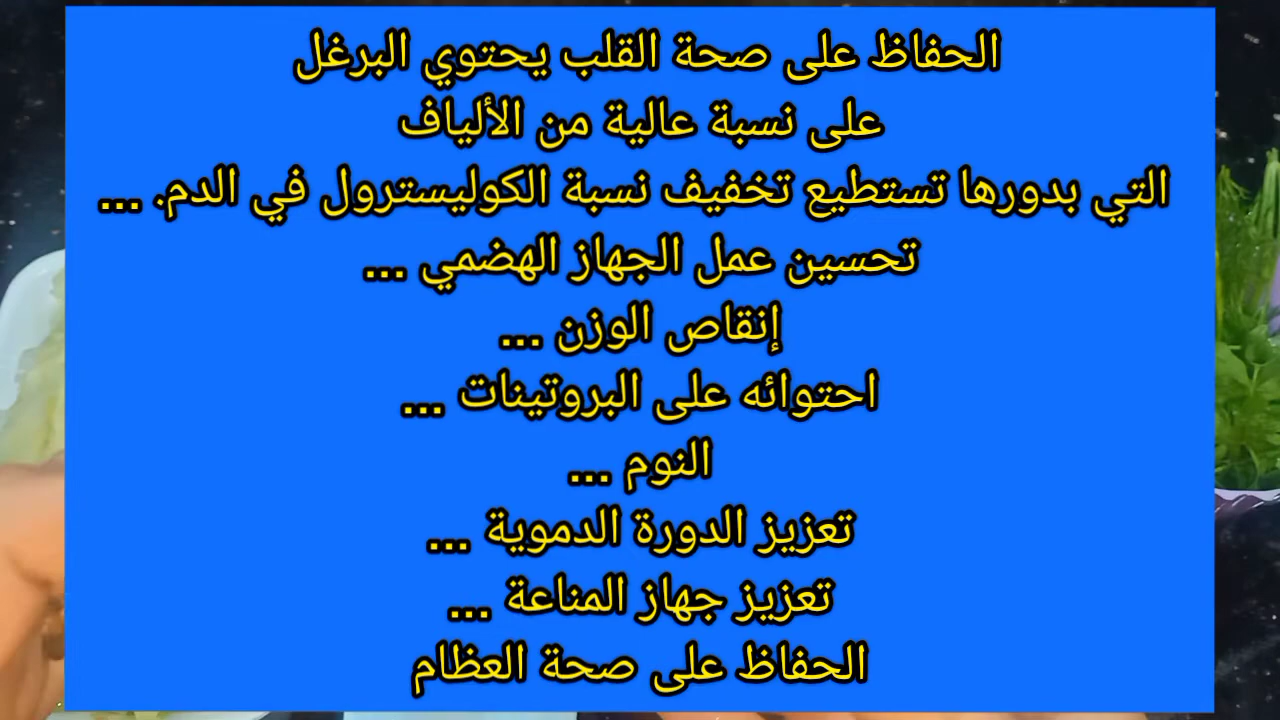 الحفاظ على صحة القلب يحتوي البرغل
على نسبة عالية من الألياف
التي بدورها تستطيع تخفيف نسبة الكوليسترول في الدم. ...
تحسين عمل الجهاز الهضمي ...
إنقاص الوزن ...
احتوائه على البروتينات ...
النوم ...
تعزيز الدورة الدموية ...
تعزيز جهاز المناعة ...
الحفاظ على صحة العظام